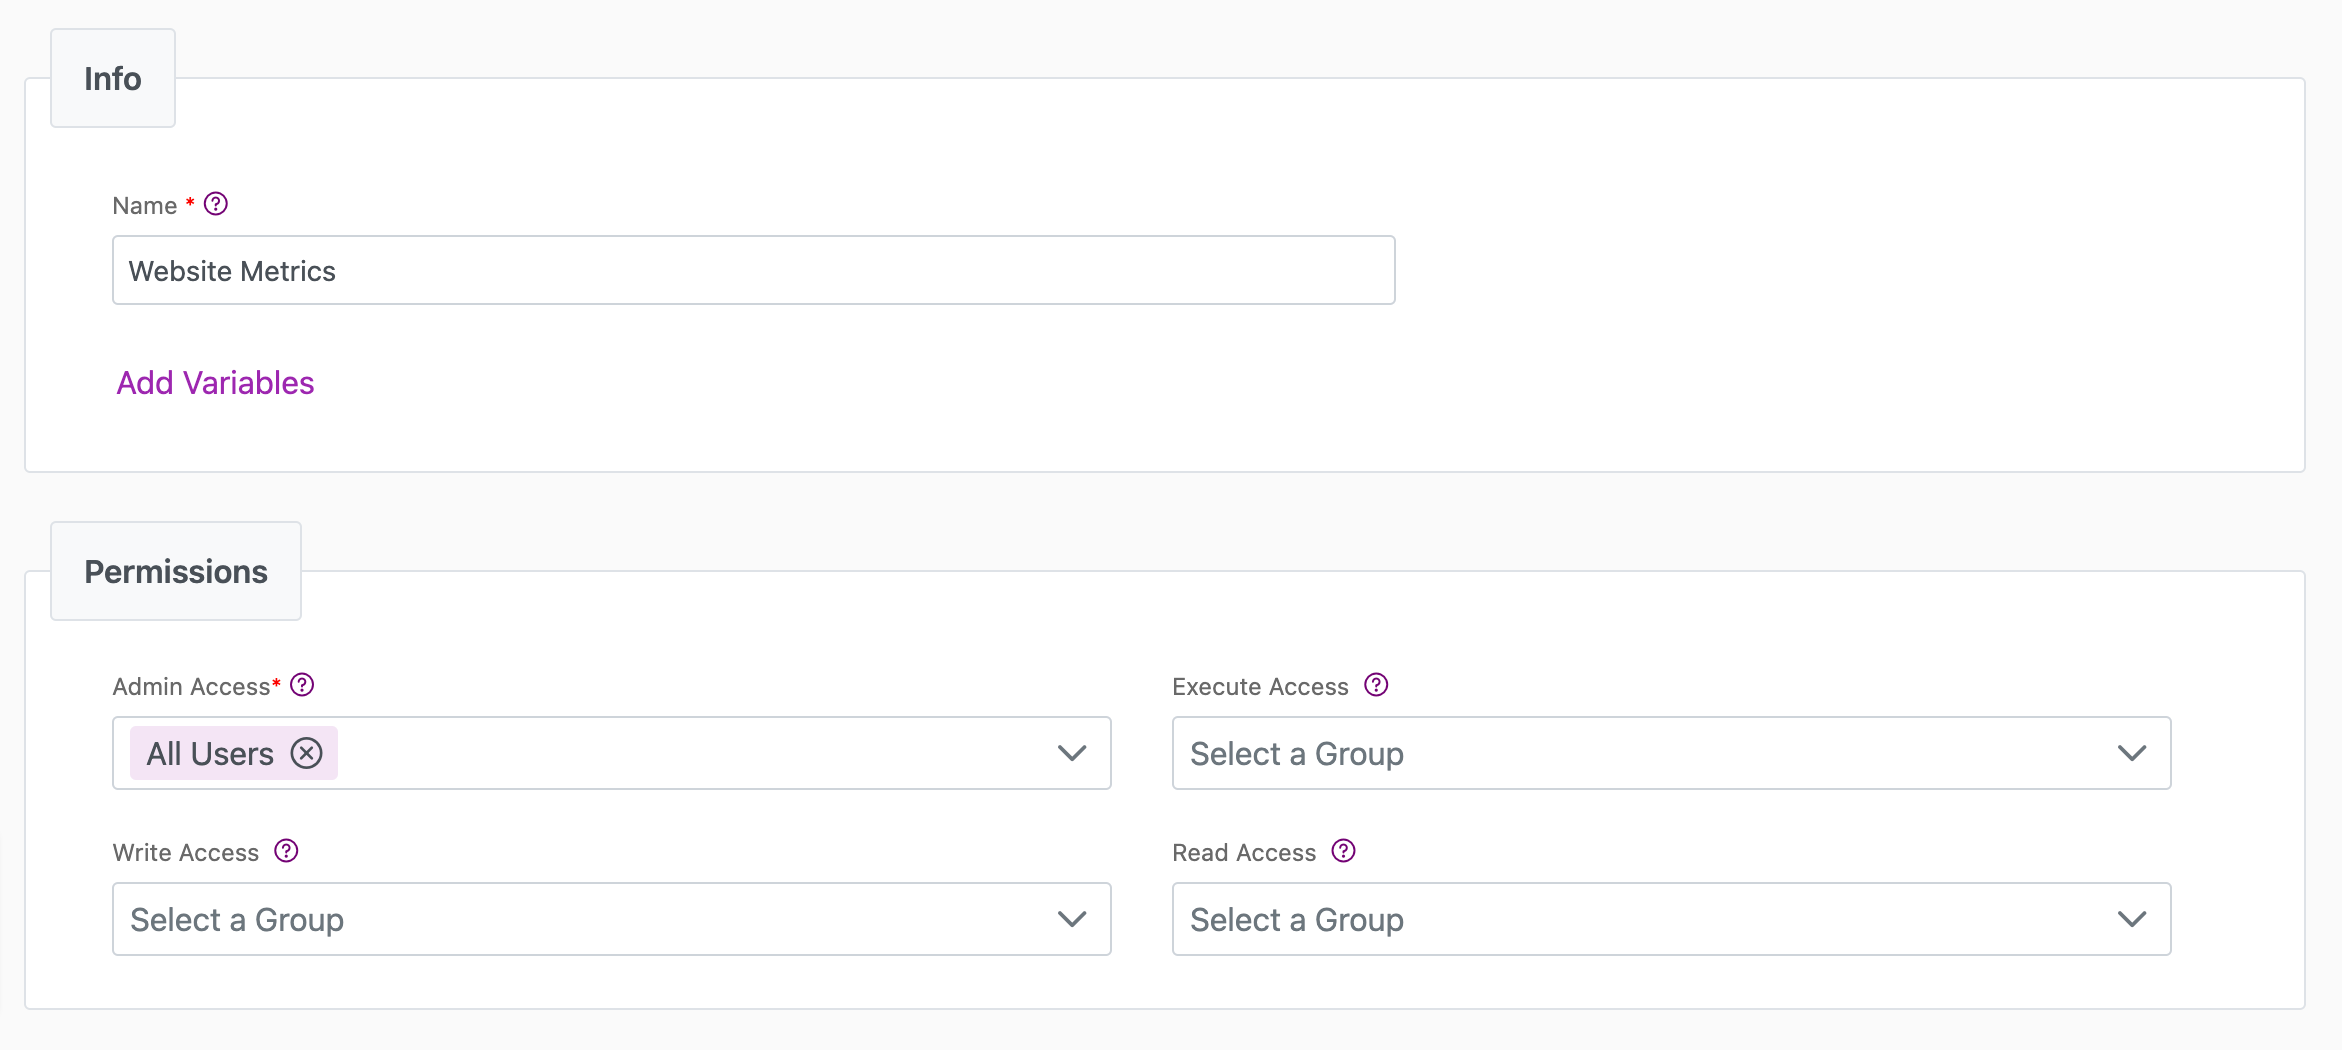 Info
Name *
Website Metrics
Add Variables
Permissions
Admin Access*
Execute Access
All Users
Select a Group
Write Access
Read Access
Select a Group
Select a Group